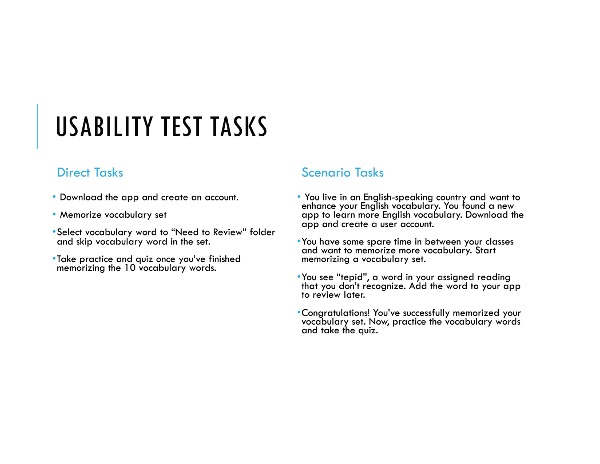 USABILITY TEST TASKS
Direct Tasks
• Download the app and create an account.
• Memorize vocabulary set
•Select vocabulary word to “Need to Review” folder
and skip vocabulary word in the set.
•Take practice and quiz once you’ve finished
memorizing the 10 vocabulary words.
Scenario Tasks
• You live in an English-speaking country and want to
enhance your English vocabulary. You found a new
app to learn more English vocabulary. Download the
app and create a user account.
•You have some spare time in between your classes
and want to memorize more vocabulary. Start
memorizing a vocabulary set.
•You see “tepid”, a word in your assigned reading
that you don’t recognize. Add the word to your app
to review later.
•Congratulations! You’ve successfully memorized your
vocabulary set. Now, practice the vocabulary words
and take the quiz.